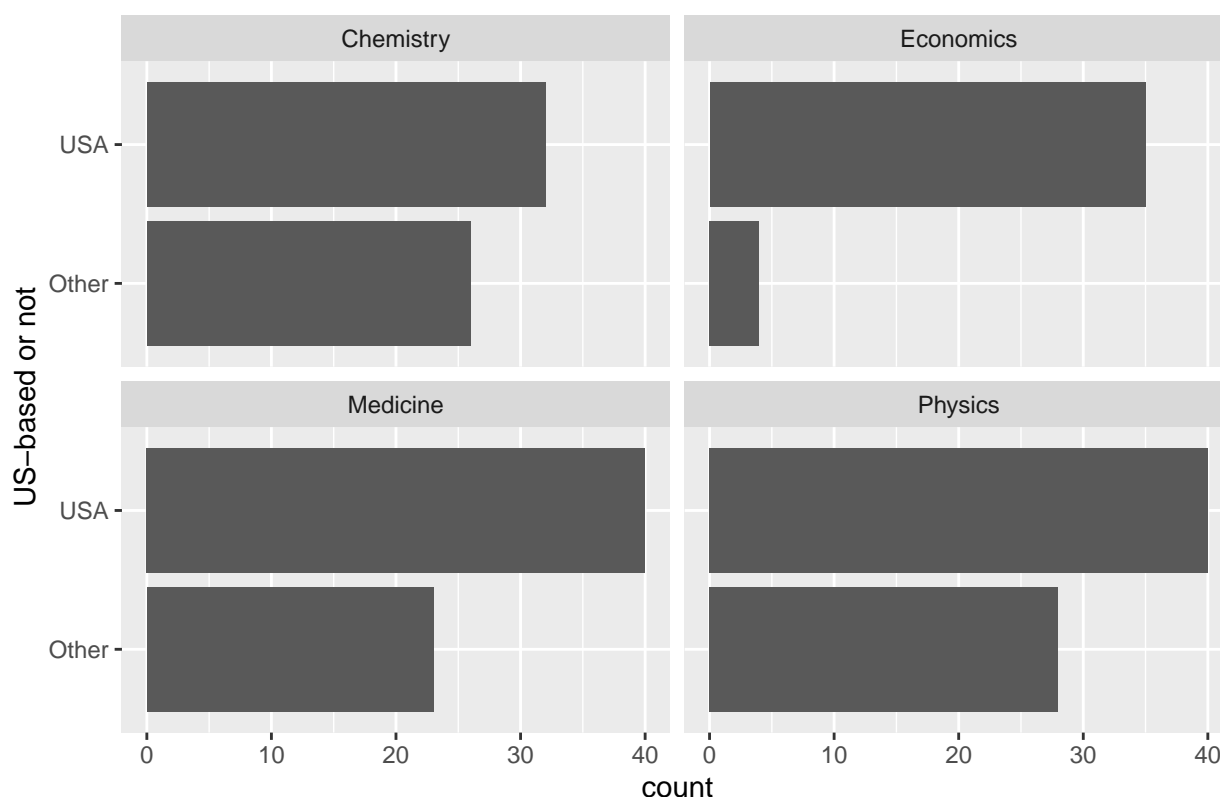 Chemistry
Economics
USA
Other
Medicine
Physics
USA
Other
0 10 20 30 40
0 10 20 30 40
count
US−based or not